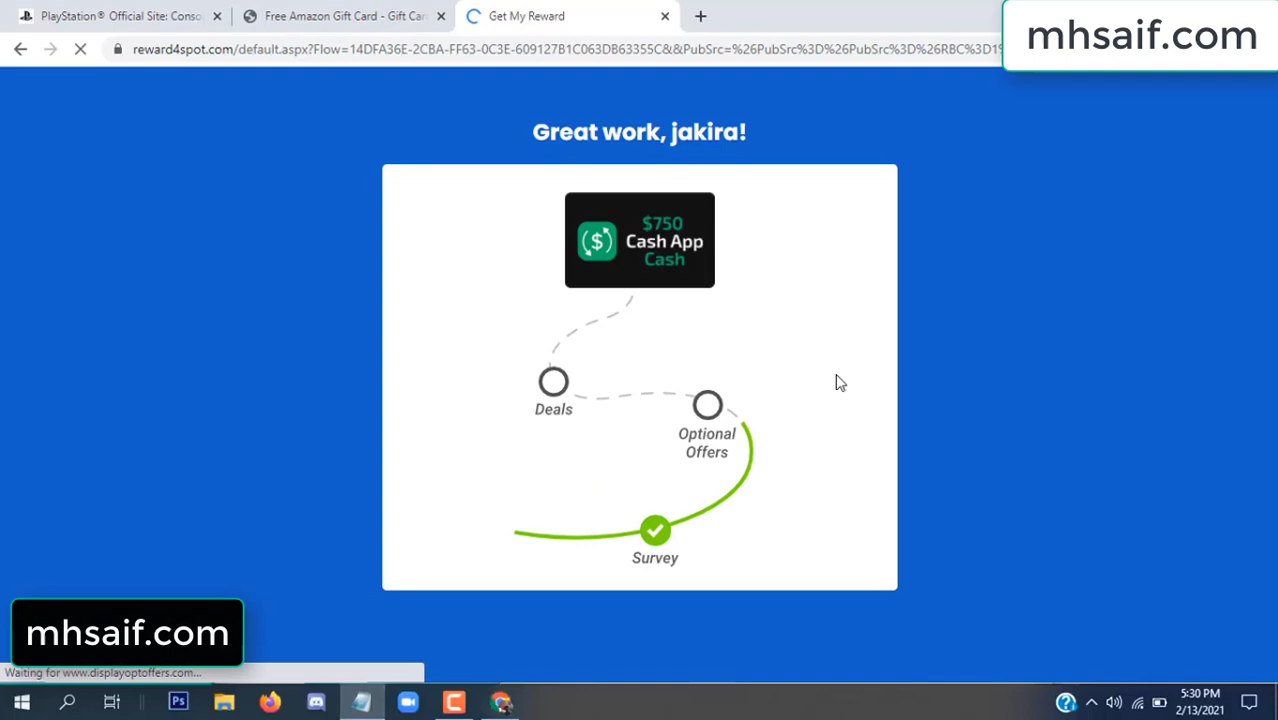 PlayStation® Official Site: Conso
Free Amazon Gift Card - Gift Car
Get My Reward
mhsaif.com
reward4spot.com/default.aspx?Flow=14DFA36E-2CBA-FF63-0C3E-609127B1C063DB63355C&&PubSrc=%26PubSrc%3D%26PubSrc%3D%26RBC%3D1%
Great work, jakira!
$750
Cash App
Cash
Deals
Optional
Offers
Survey
mhsaif.com
Waiting for www.displayoptoffers.com...
5:30 PM
2/13/2021